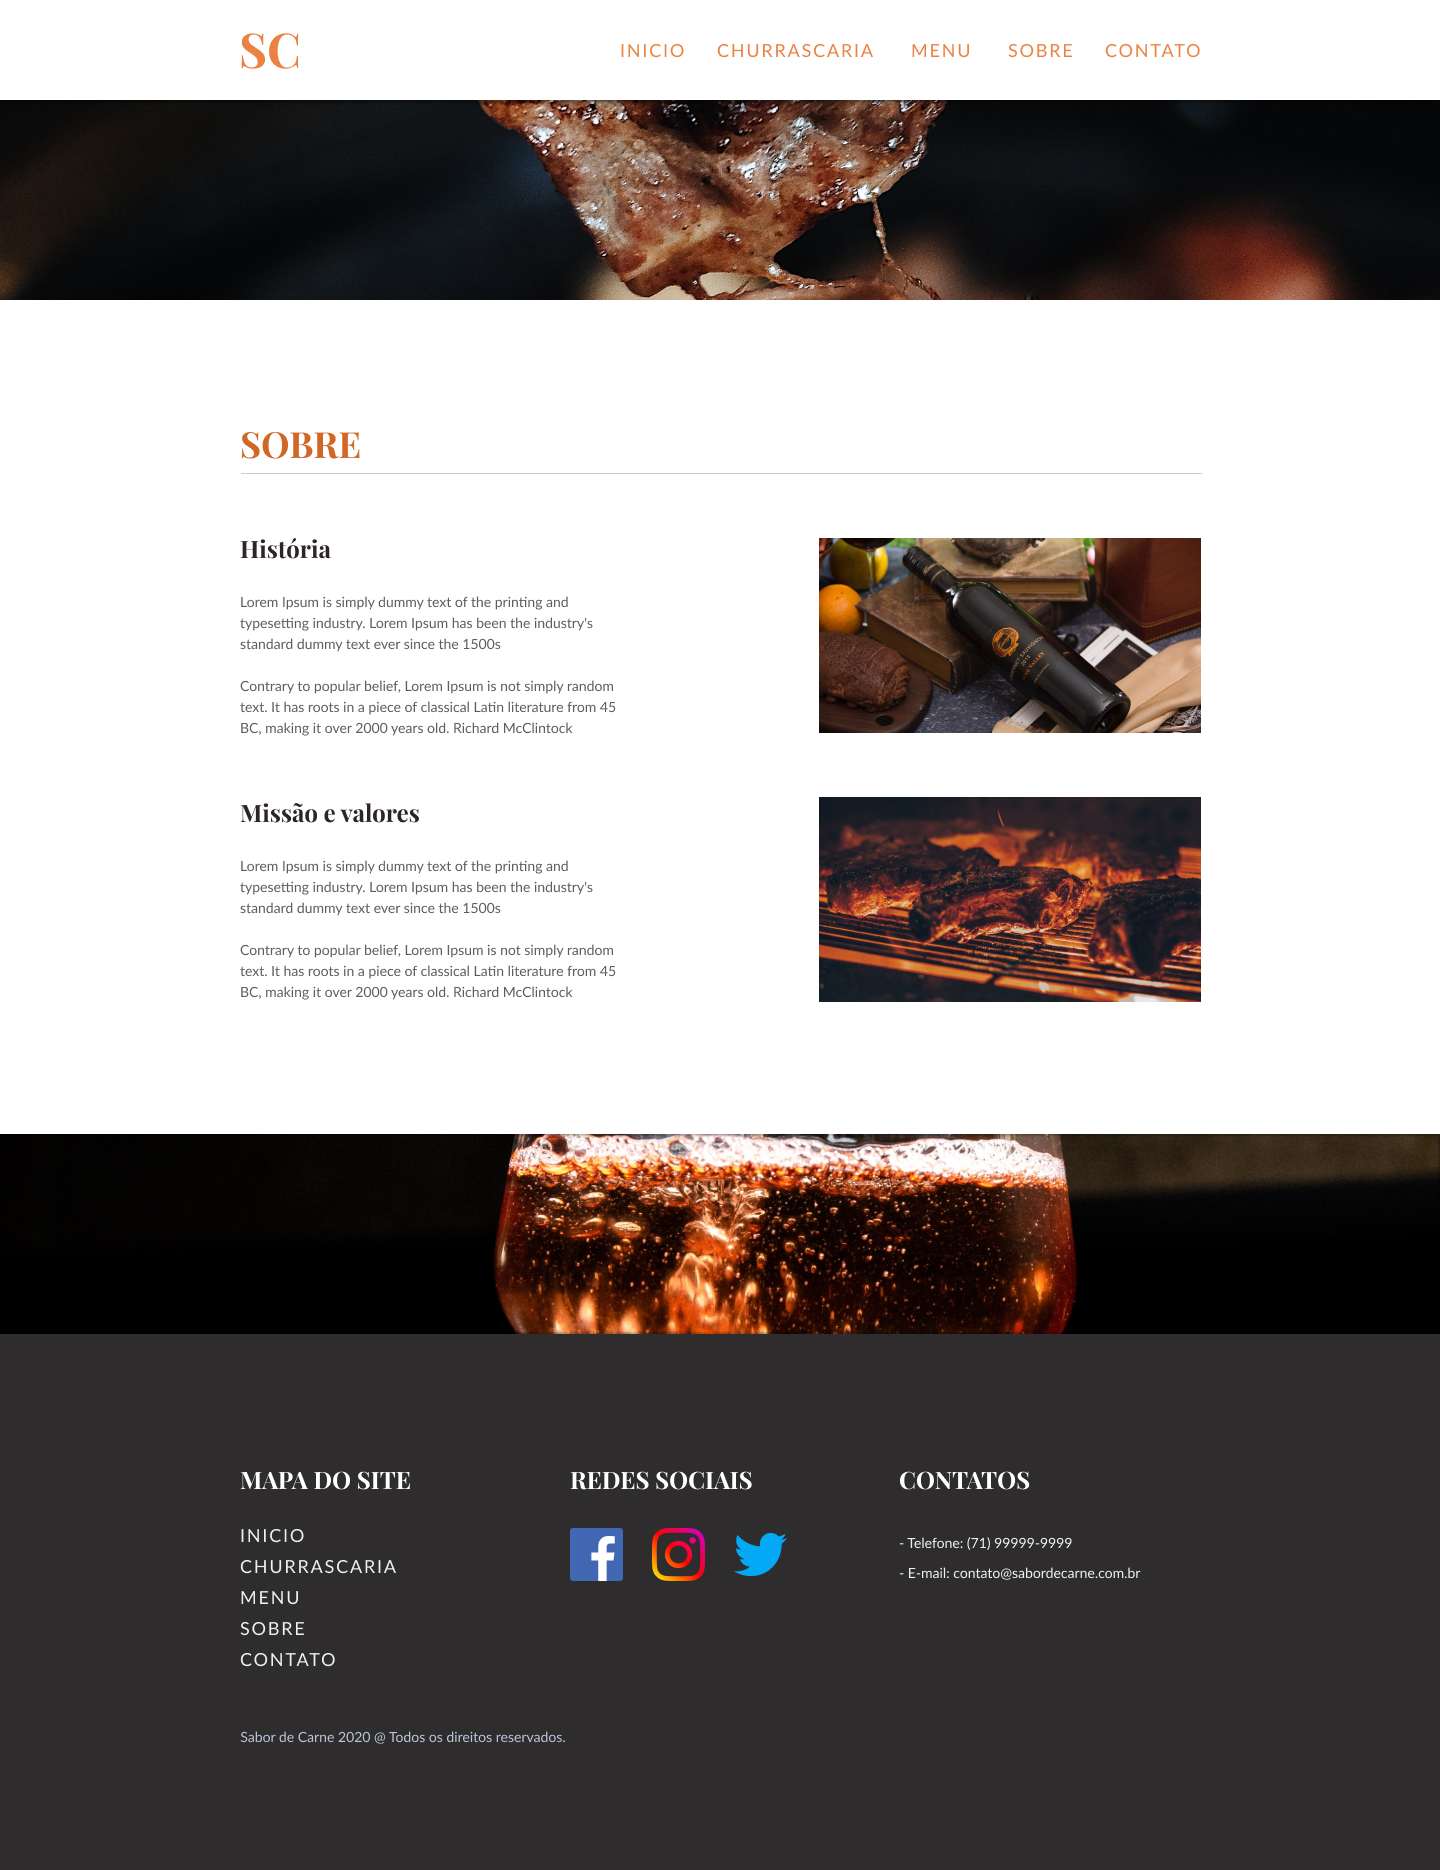 SC
INICIO CHURRASCARIA MENU SOBRE CONTATO
SOBRE
História
Lorem Ipsum is simply dummy text of the printing and
typesetting industry. Lorem Ipsum has been the industry's
standard dummy text ever since the 1500s
Contrary to popular belief, Lorem Ipsum is not simply random
text. It has roots in a piece of classical Latin literature from 45
BC, making it over 2000 years old. Richard McClintock
2015
Missão e valores
Lorem Ipsum is simply dummy text of the printing and
typesetting industry. Lorem Ipsum has been the industry's
standard dummy text ever since the 1500s
Contrary to popular belief, Lorem Ipsum is not simply random
text. It has roots in a piece of classical Latin literature from 45
BC, making it over 2000 years old. Richard McClintock
MAPA DO SITE
INICIO
CHURRASCARIA
MENU
SOBRE
CONTATO
REDES SOCIAIS
CONTATOS
- Telefone: (71) 99999-9999
- E-mail: contato@sabordecarne.com.br
Sabor de Carne 2020 @ Todos os direitos reservados.